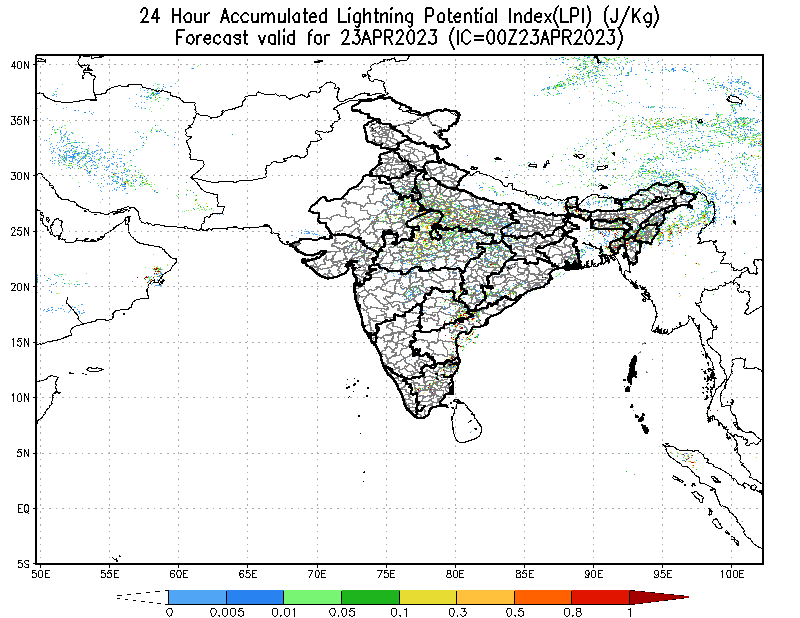 24 Hour Accumulated Lightning Potential Index(LPI) (J/Kg)
Forecast valid for 23APR2023 (IC=00Z23APR2023)
40N
35N
30N
25N
20N
15N
10N
5N
EQ
5S
50E 55E 60E 65E 70E 75E 80E 85E 90E 95E 100E
0 0.005 0.01 0.05 0.1 0.3 0.5 0.8 1